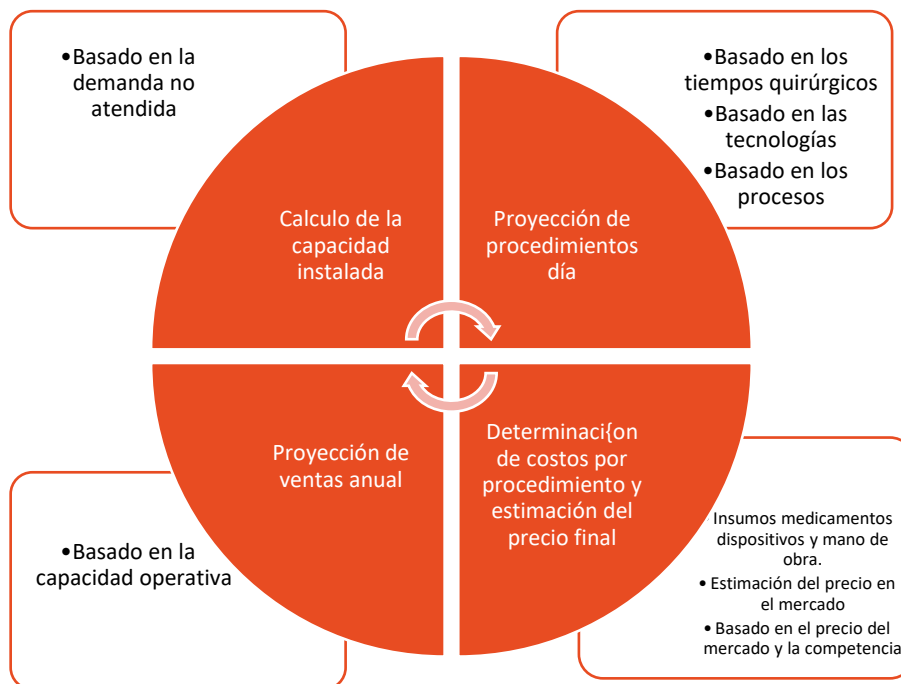 •Basado en la
demanda no
atendida
•Basado en los
tiempos quirúrgicos
•Basado en las
tecnologías
•Basado en los
procesos
Calculo de la
capacidad
instalada
Proyección de
procedimientos
día
Proyección de
ventas anual
Determinaci{on
de costos por
procedimiento y
estimación del
precio final
•Basado en la
capacidad operativa
Insumos medicamentos
dispositivos y mano de
obra.
• Estimación del precio en
el mercado
• Basado en el precio del
mercado y la competencia